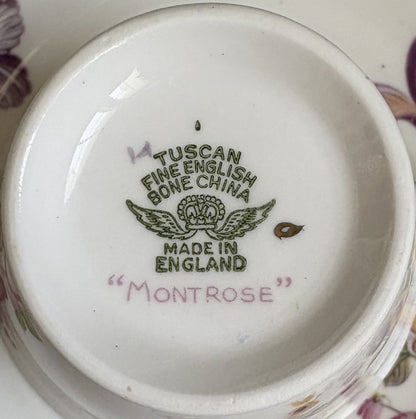 TUSCAN
FINE ENGLISH
BONE CHINA
MADE IN
ENGLAND
"MONTROSE"